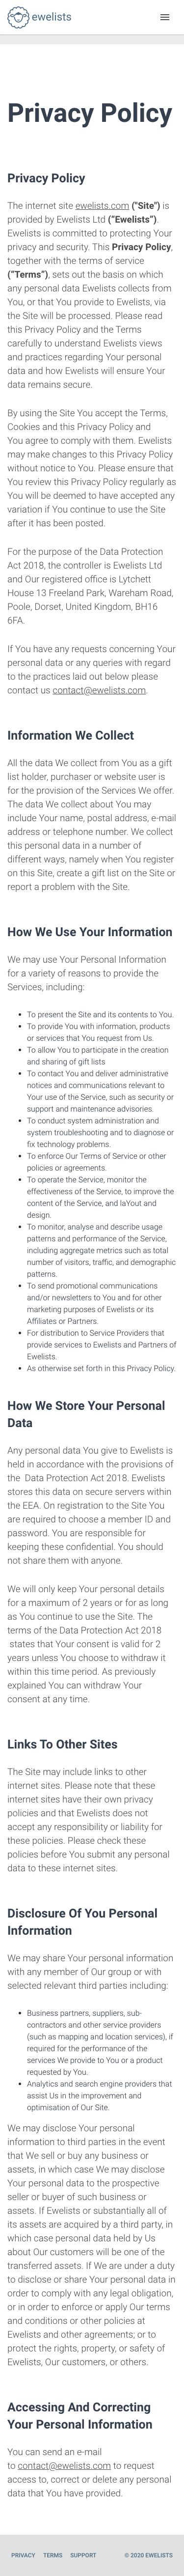 ewelists
Privacy Policy
Privacy Policy
The internet site ewelists.com ("Site") is
provided by Ewelists Ltd (“Ewelists”).
Ewelists is committed to protecting Your
privacy and security. This Privacy Policy,
together with the terms of service
(“Terms”), sets out the basis on which
any personal data Ewelists collects from
You, or that You provide to Ewelists, via
the Site will be processed. Please read
this Privacy Policy and the Terms
carefully to understand Ewelists views
and practices regarding Your personal
data and how Ewelists will ensure Your
data remains secure.
By using the Site You accept the Terms,
Cookies and this Privacy Policy and
You agree to comply with them. Ewelists
may make changes to this Privacy Policy
without notice to You. Please ensure that
You review this Privacy Policy regularly as
You will be deemed to have accepted any
variation if You continue to use the Site
after it has been posted.
For the purpose of the Data Protection
Act 2018, the controller is Ewelists Ltd
and Our registered office is Lytchett
House 13 Freeland Park, Wareham Road,
Poole, Dorset, United Kingdom, BH16
6FA.
If You have any requests concerning Your
personal data or any queries with regard
to the practices laid out below please
contact us contact@ewelists.com.
Information We Collect
All the data We collect from You as a gift
list holder, purchaser or website user is
for the provision of the Services We offer.
The data We collect about You may
include Your name, postal address, e-mail
address or telephone number. We collect
this personal data in a number of
different ways, namely when You register
on this Site, create a gift list on the Site or
report a problem with the Site.
How We Use Your Information
We may use Your Personal Information
for a variety of reasons to provide the
Services, including:
• To present the Site and its contents to You.
• To provide You with information, products
or services that You request from Us.
• To allow You to participate in the creation
and sharing of gift lists
• To contact You and deliver administrative
notices and communications relevant to
Your use of the Service, such as security or
support and maintenance advisories.
• To conduct system administration and
system troubleshooting and to diagnose or
fix technology problems.
• To enforce Our Terms of Service or other
policies or agreements.
• To operate the Service, monitor the
effectiveness of the Service, to improve the
content of the Service, and laYout and
design.
• To monitor, analyse and describe usage
patterns and performance of the Service,
including aggregate metrics such as total
number of visitors, traffic, and demographic
patterns.
• To send promotional communications
and/or newsletters to You and for other
marketing purposes of Ewelists or its
Affiliates or Partners.
• For distribution to Service Providers that
provide services to Ewelists and Partners of
Ewelists.
• As otherwise set forth in this Privacy Policy.
How We Store Your Personal
Data
Any personal data You give to Ewelists is
held in accordance with the provisions of
the Data Protection Act 2018. Ewelists
stores this data on secure servers within
the EEA. On registration to the Site You
are required to choose a member ID and
password. You are responsible for
keeping these confidential. You should
not share them with anyone.
We will only keep Your personal details
for a maximum of 2 years or for as long
as You continue to use the Site. The
terms of the Data Protection Act 2018
states that Your consent is valid for 2
years unless You choose to withdraw it
within this time period. As previously
explained You can withdraw Your
consent at any time.
Links To Other Sites
The Site may include links to other
internet sites. Please note that these
internet sites have their own privacy
policies and that Ewelists does not
accept any responsibility or liability for
these policies. Please check these
policies before You submit any personal
data to these internet sites.
Disclosure Of You Personal
Information
We may share Your personal information
with any member of Our group or with
selected relevant third parties including:
• Business partners, suppliers, sub-
contractors and other service providers
(such as mapping and location services), if
required for the performance of the
services We provide to You or a product
requested by You.
• Analytics and search engine providers that
assist Us in the improvement and
optimisation of Our Site.
We may disclose Your personal
information to third parties in the event
that We sell or buy any business or
assets, in which case We may disclose
Your personal data to the prospective
seller or buyer of such business or
assets. If Ewelists or substantially all of
its assets are acquired by a third party, in
which case personal data held by Us
about Our customers will be one of the
transferred assets. If We are under a duty
to disclose or share Your personal data in
order to comply with any legal obligation,
or in order to enforce or apply Our terms
and conditions or other policies at
Ewelists and other agreements; or to
protect the rights, property, or safety of
Ewelists, Our customers, or others.
Accessing And Correcting
Your Personal Information
You can send an e-mail
to contact@ewelists.com to request
access to, correct or delete any personal
data that You have provided.
PRIVACY TERMS SUPPORT © 2020 EWELISTS